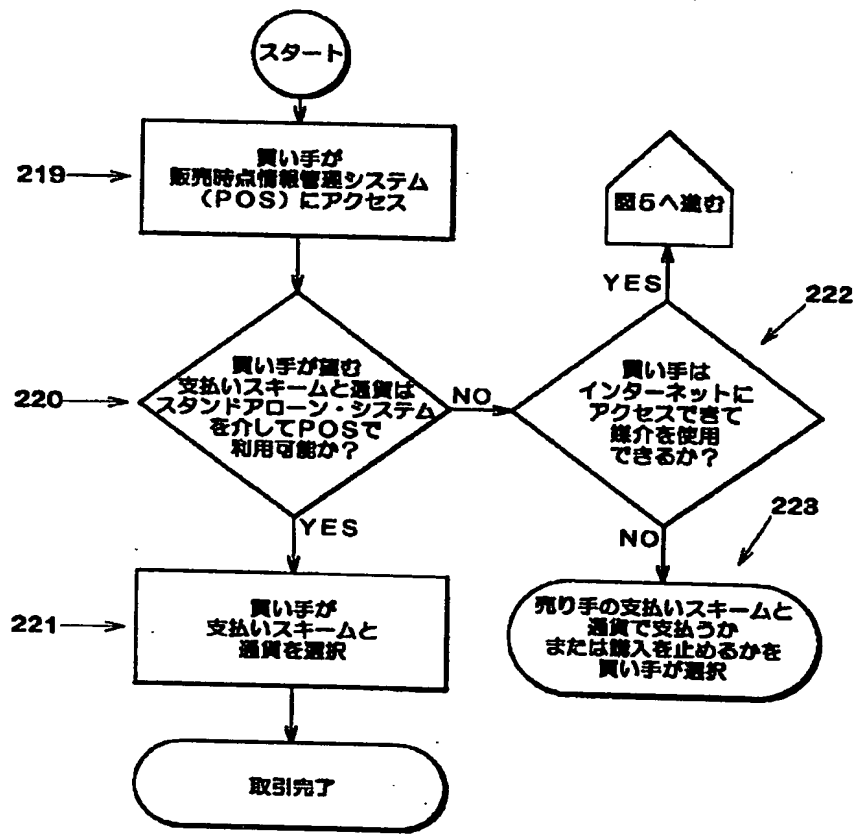 スタート
219
買い手が
販売時点情報管理システム
(POS)にアクセス
220
買い手が望む
支払いスキームと通貨は
スタンドアローン・システム
を介してPOSで
利用可能か?
NO
YES
221
買い手が
支払いスキームと
通貨を選択
取引完了
図5へ進む
YES
222
買い手は
インターネットに
アクセスできて
媒介を使用
できるか?
NO
223
売り手の支払いスキームと
通貨で支払うか
または購入を止めるかを
買い手が選択